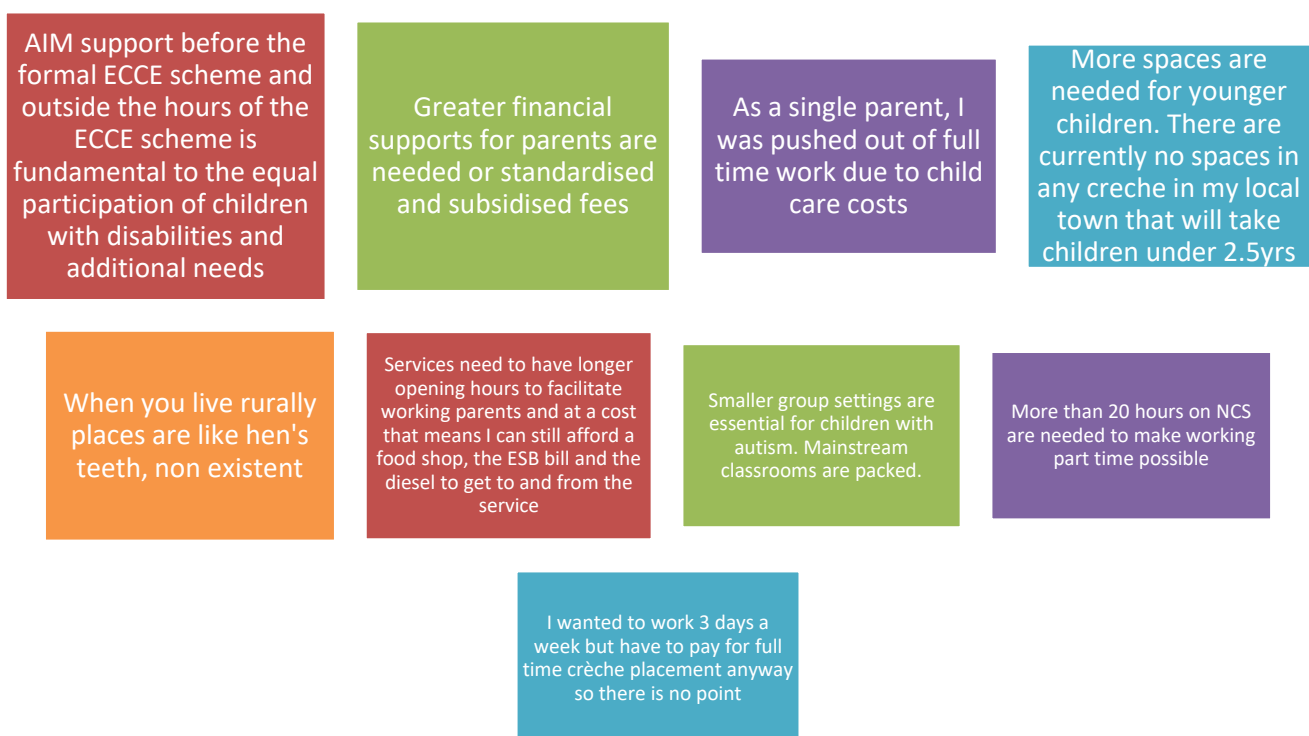 AIM support before the
formal ECCE scheme and
outside the hours of the
ECCE scheme is
fundamental to the equal
participation of children
with disabilities and
additional needs
Greater financial
supports for parents are
needed or standardised
and subsidised fees
As a single parent, I
was pushed out of full
time work due to child
care costs
More spaces are
needed for younger
children. There are
currently no spaces in
any creche in my local
town that will take
children under 2.5yrs
When you live rurally
places are like hen's
teeth, non existent
Services need to have longer
opening hours to facilitate
working parents and at a cost
that means I can still afford a
food shop, the ESB bill and the
diesel to get to and from the
service
Smaller group settings are
essential for children with
autism. Mainstream
classrooms are packed.
More than 20 hours on NCS
are needed to make working
part time possible
I wanted to work 3 days a
week but have to pay for full
time crèche placement anyway
so there is no point